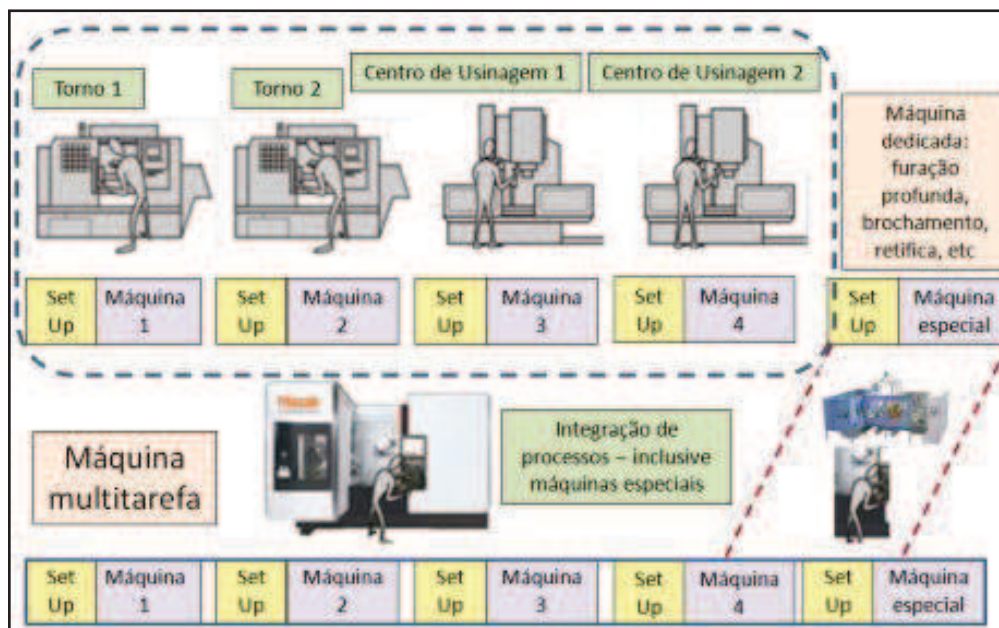 Torno 1
Torno 2
Centro de Usinagem 1
Centro de Usinagem 2
Máquina
dedicada:
furação
profunda,
brochamento,
retifica, etc
Set
Up
Máquina
1
Set
Up
Máquina
2
Set
Up
Máquina
3
Set
Up
Máquina
4
Set
Up
Máquina
especial
Máquina
multitarefa
Integração de
processos – inclusive
máquinas especiais
Set
Up
Máquina
1
Set
Up
Máquina
2
Set
Up
Máquina
3
Set
Up
Máquina
4
Set
Up
Máquina
especial